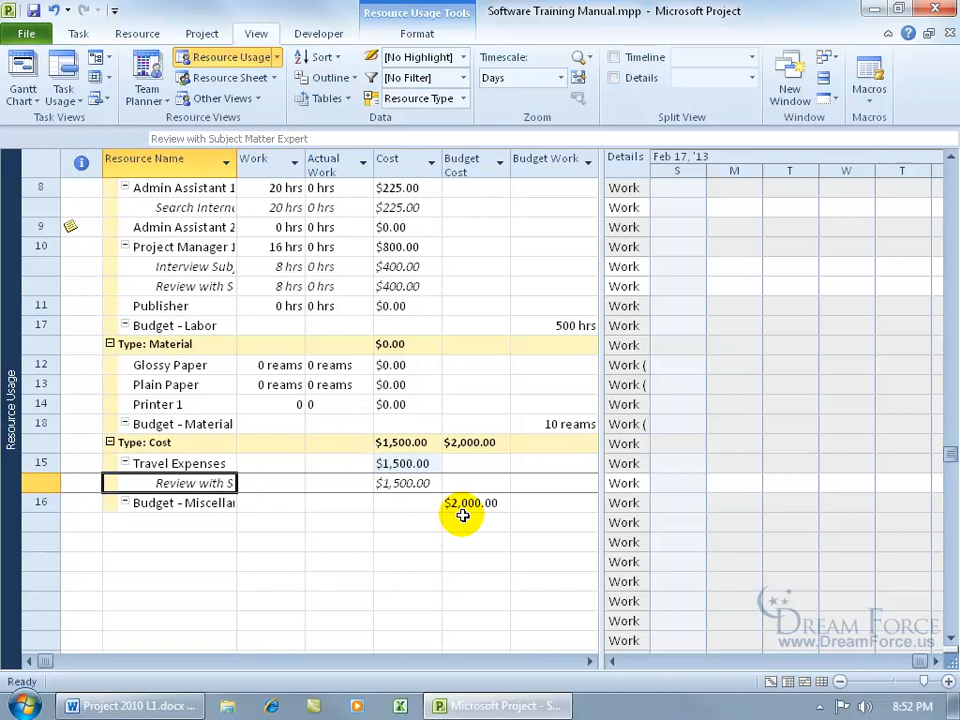 Resource Usage Tools
Software Training Manual.mpp - Microsoft Project
File Task Resource Project View Developer Format
Resource Usage Sort [No Highlight] Timescale: Timeline
Gantt Chart Task Usage Team Planner Resource Sheet Outline [No Filter] Days Details New Window Macros
Other Views Tables [Resource Type]
Task Views Resource Views Data Zoom Split View Window Macros
Review with Subject Matter Expert
Resource Name Work Actual Work Cost Budget Cost Budget Work Details Feb 17, '13
S M T W T
8 Admin Assistant 1 20 hrs 0 hrs $225.00 Work
Search Intern 20 hrs 0 hrs $225.00 Work
9 Admin Assistant 2 0 hrs 0 hrs $0.00 Work
10 Project Manager 1 16 hrs 0 hrs $800.00 Work
Interview Sub 8 hrs 0 hrs $400.00 Work
Review with S 8 hrs 0 hrs $400.00 Work
11 Publisher 0 hrs 0 hrs $0.00 Work
17 Budget - Labor 500 hrs Work
Type: Material $0.00 Work
12 Glossy Paper 0 reams 0 reams $0.00 Work (
13 Plain Paper 0 reams 0 reams $0.00 Work (
14 Printer 1 0 0 $0.00 Work
18 Budget - Material 10 reams Work (
Type: Cost $1,500.00 $2,000.00 Work
15 Travel Expenses $1,500.00 Work
Review with S $1,500.00 Work
16 Budget - Miscella $2,000.00 Work
Work
Work
Work
Work
Work
Work
Work
Resource Usage
DREAM FORCE
www.DreamForce.us
Ready
Project 2010 L1.docx ... Microsoft Project - S... 8:52 PM